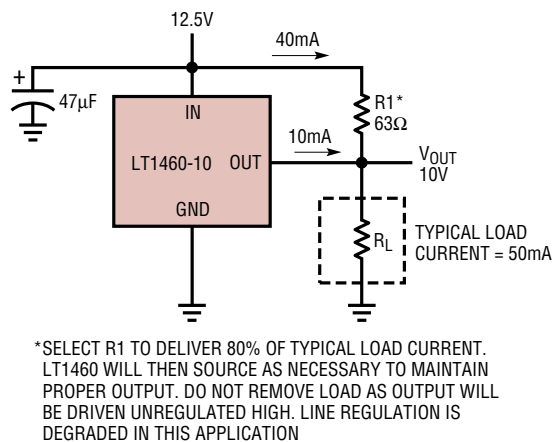 12.5V
40mA
+
47µF
R1*
63Ω
IN
10mA
LT1460-10 OUT
VOUT
10V
GND
RL
TYPICAL LOAD
CURRENT = 50mA
*SELECT R1 TO DELIVER 80% OF TYPICAL LOAD CURRENT.
LT1460 WILL THEN SOURCE AS NECESSARY TO MAINTAIN
PROPER OUTPUT. DO NOT REMOVE LOAD AS OUTPUT WILL
BE DRIVEN UNREGULATED HIGH. LINE REGULATION IS
DEGRADED IN THIS APPLICATION